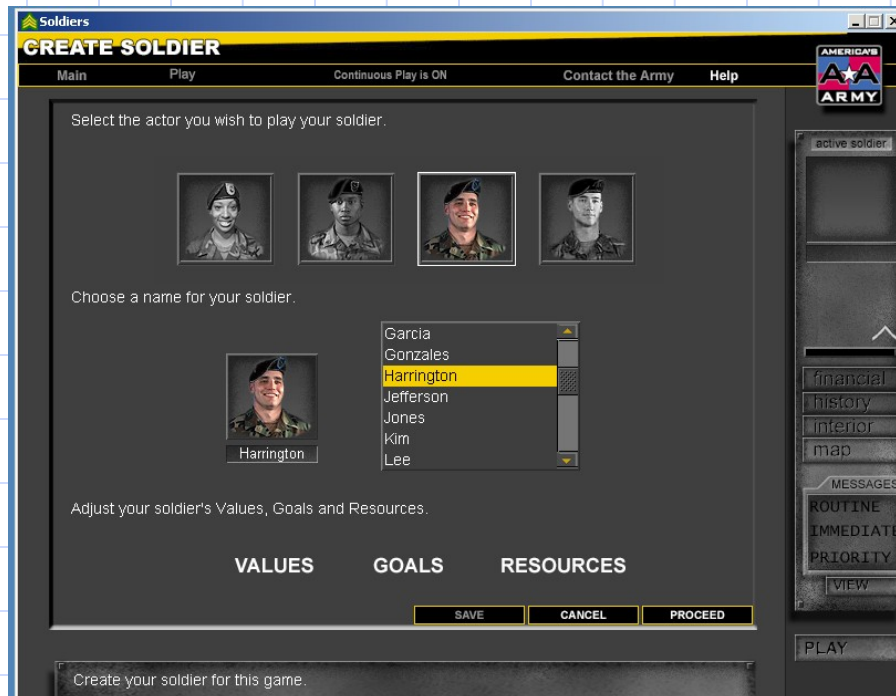 Soldiers
CREATE SOLDIER
AMERICA'S
AA
ARMY
Main Play Continuous Play is ON Contact the Army Help
Select the actor you wish to play your soldier.
active soldier
Choose a name for your soldier.
Garcia
Gonzales
Harrington
Jefferson
Jones
Kim
Lee
Harrington
financial
history
interior
map
MESSAGES
ROUTINE
IMMEDIATE
PRIORITY
VIEW
Adjust your soldier's Values, Goals and Resources.
VALUES GOALS RESOURCES
SAVE CANCEL PROCEED
PLAY
Create your soldier for this game.